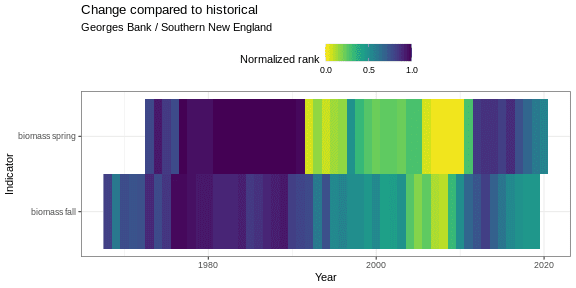 Change compared to historical
Georges Bank / Southern New England
Normalized rank
0.0 0.5 1.0
biomass spring
biomass fall
Indicator
1980 2000 2020
Year